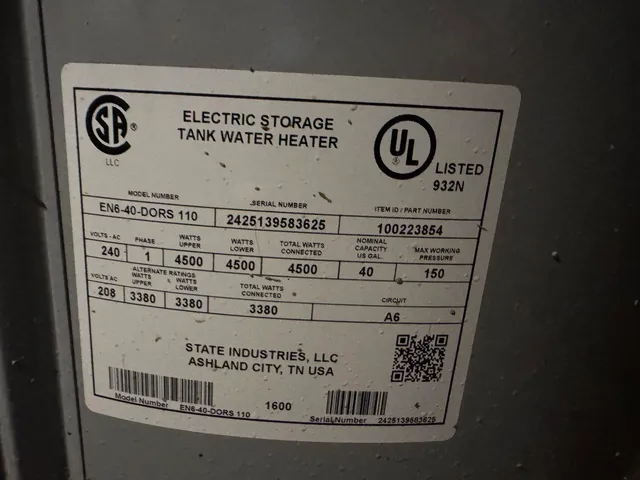 SA
®
LLC
ELECTRIC STORAGE
TANK WATER HEATER
UL
®
LISTED
932N
MODEL NUMBER SERIAL NUMBER ITEM ID / PART NUMBER
EN6-40-DORS 110 2425139583625 100223854
VOLTS - AC PHASE WATTS UPPER WATTS LOWER TOTAL WATTS CONNECTED NOMINAL CAPACITY US GAL. MAX WORKING PRESSURE
240 1 4500 4500 4500 40 150
ALTERNATE RATINGS
VOLTS AC WATTS UPPER WATTS LOWER TOTAL WATTS CONNECTED CIRCUIT
208 3380 3380 3380 A6
STATE INDUSTRIES, LLC
ASHLAND CITY, TN USA
Model Number EN6-40-DORS 110 1600 Serial Number 2425139583625